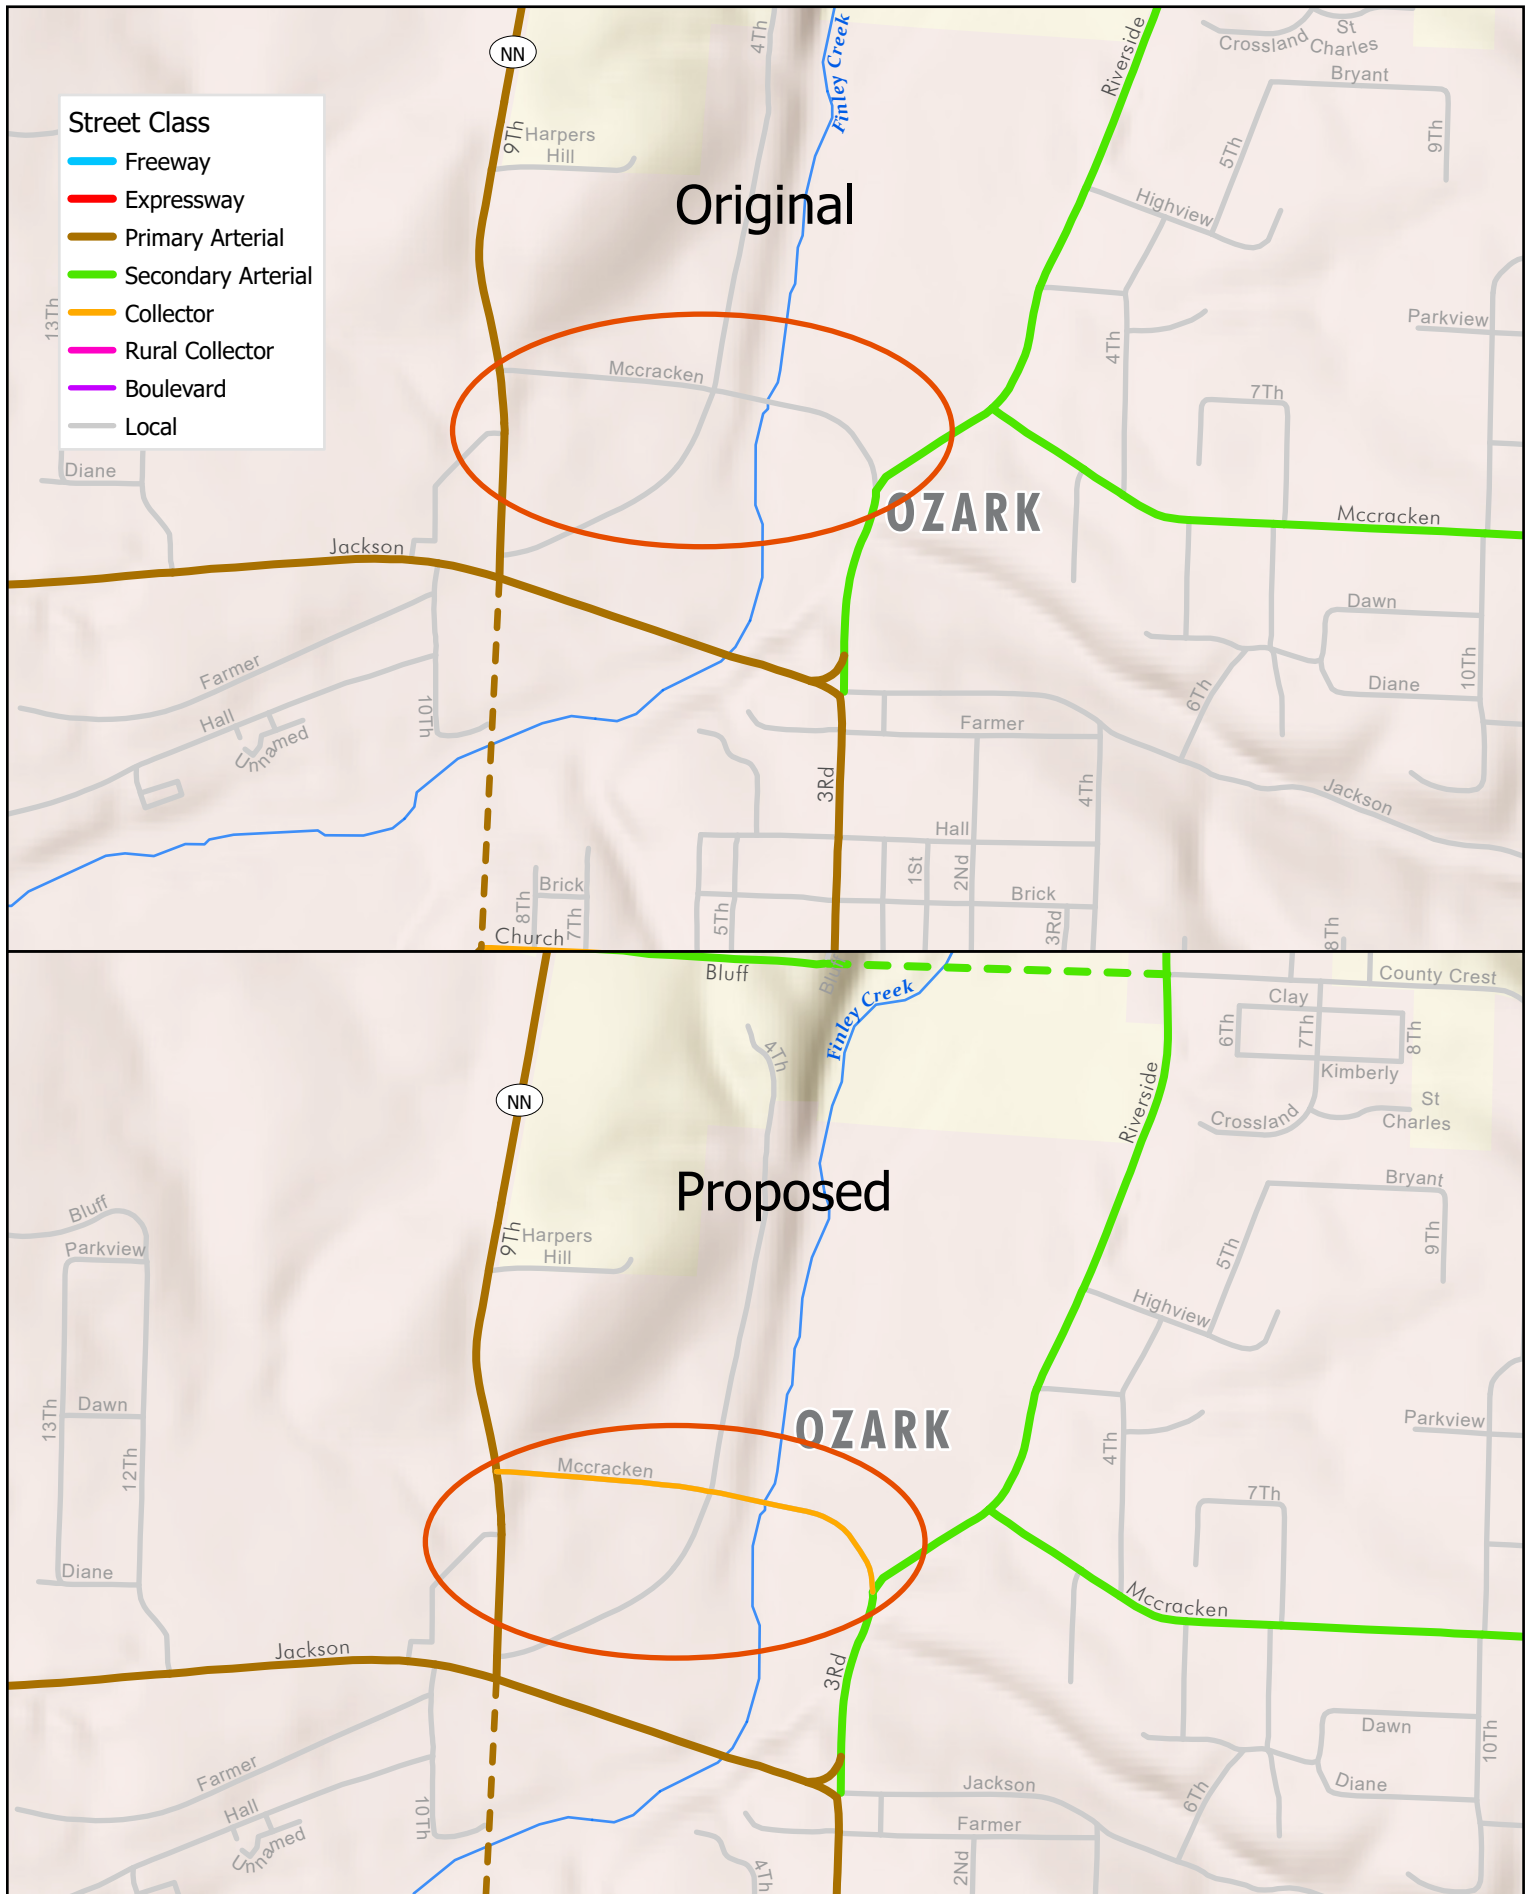 4Th
Finley Creek
Riverside
Crossland
St
Charles
Bryant
NN
9Th
Harpers
Hill
5Th
9Th
Street Class
Freeway
Expressway
Primary Arterial
Secondary Arterial
Collector
Rural Collector
Boulevard
Local
Original
Highview
13Th
Parkview
4Th
Mccracken
7Th
Diane
OZARK
Mccracken
Jackson
Dawn
Farmer
10Th
Diane
6Th
Hall
10Th
Unnamed
Farmer
3Rd
4Th
Jackson
Hall
1St
2Nd
Brick
8Th
7Th
5Th
Brick
3Rd
8Th
Church
Bluff
Bluff
Finley Creek
County Crest
Clay
6Th
7Th
8Th
4Th
Kimberly
NN
Riverside
St
Charles
Crossland
Proposed
Bryant
Bluff
Parkview
9Th
Harpers
Hill
5Th
9Th
Highview
Dawn
13Th
12Th
OZARK
Parkview
4Th
Mccracken
7Th
Diane
Mccracken
Jackson
3Rd
Dawn
10Th
Farmer
Jackson
Diane
6Th
Hall
10Th
Unnamed
Farmer
4Th
2Nd